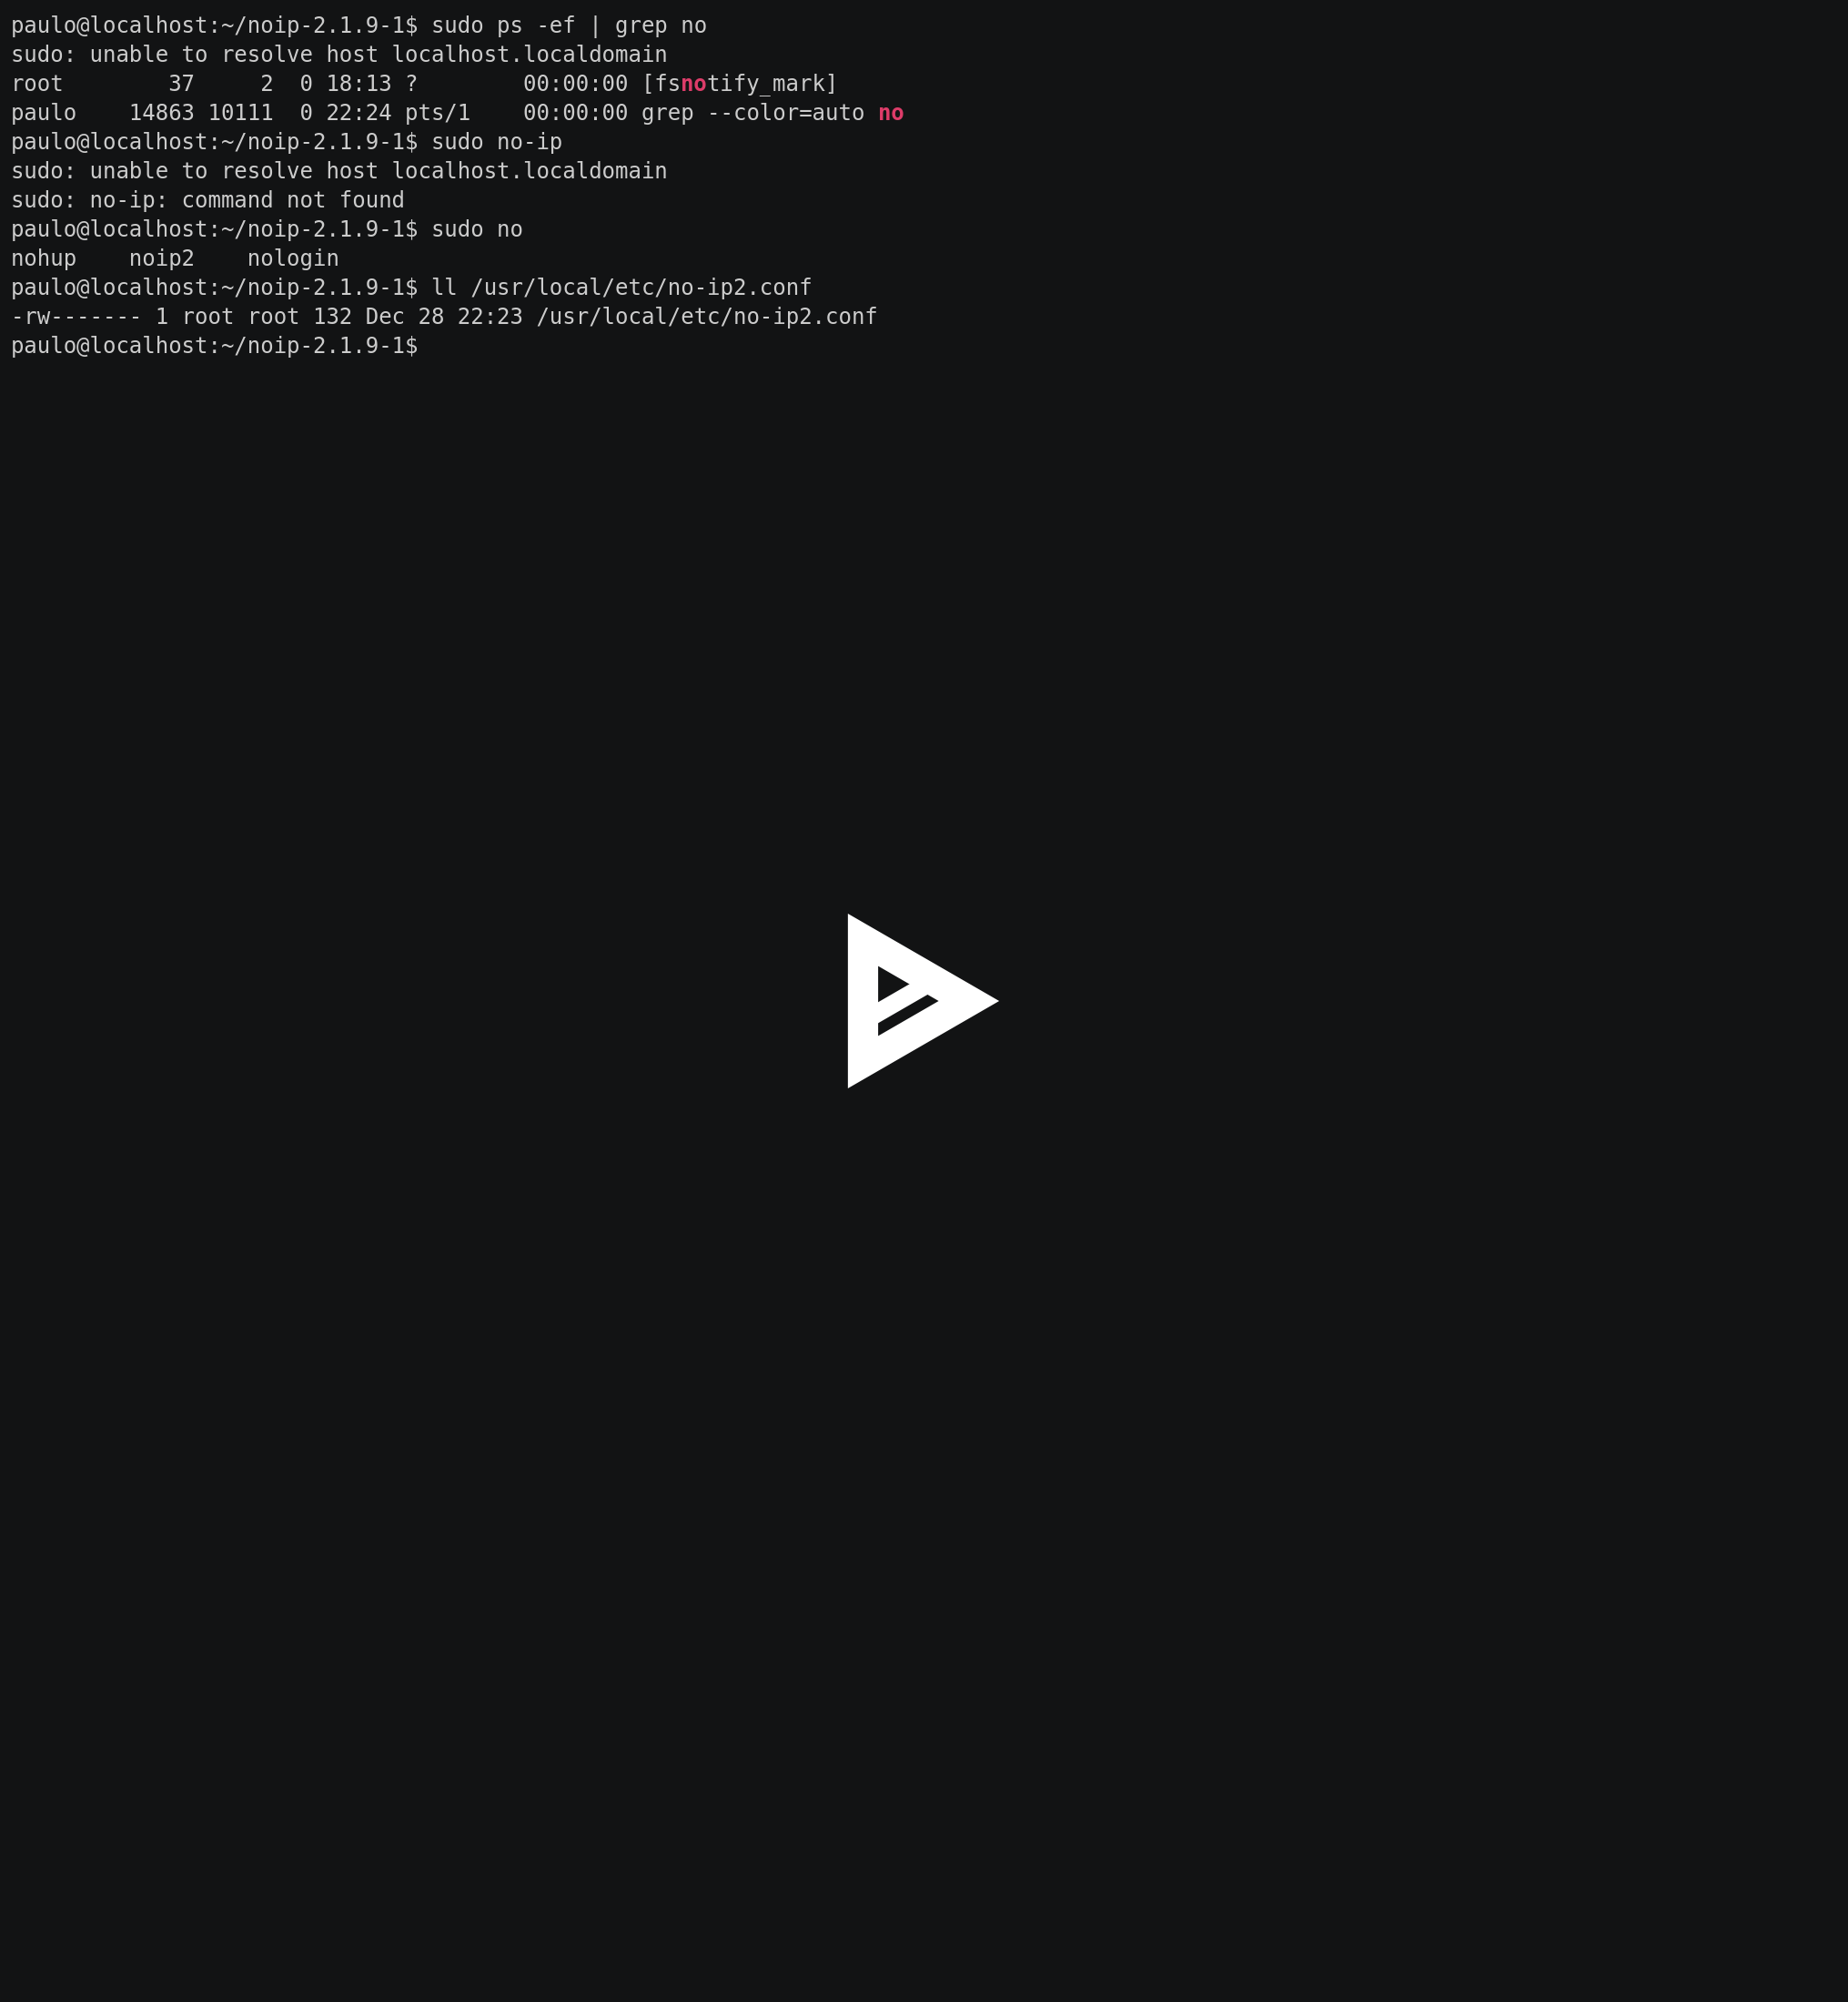 paulo@localhost:~/noip-2.1.9-1$ sudo ps -ef | grep no
sudo: unable to resolve host localhost.localdomain
root        37     2  0 18:13 ?        00:00:00 [fsnotify_mark]
paulo    14863 10111  0 22:24 pts/1    00:00:00 grep --color=auto no
paulo@localhost:~/noip-2.1.9-1$ sudo no-ip
sudo: unable to resolve host localhost.localdomain
sudo: no-ip: command not found
paulo@localhost:~/noip-2.1.9-1$ sudo no
nohup    noip2    nologin
paulo@localhost:~/noip-2.1.9-1$ ll /usr/local/etc/no-ip2.conf
-rw------- 1 root root 132 Dec 28 22:23 /usr/local/etc/no-ip2.conf
paulo@localhost:~/noip-2.1.9-1$